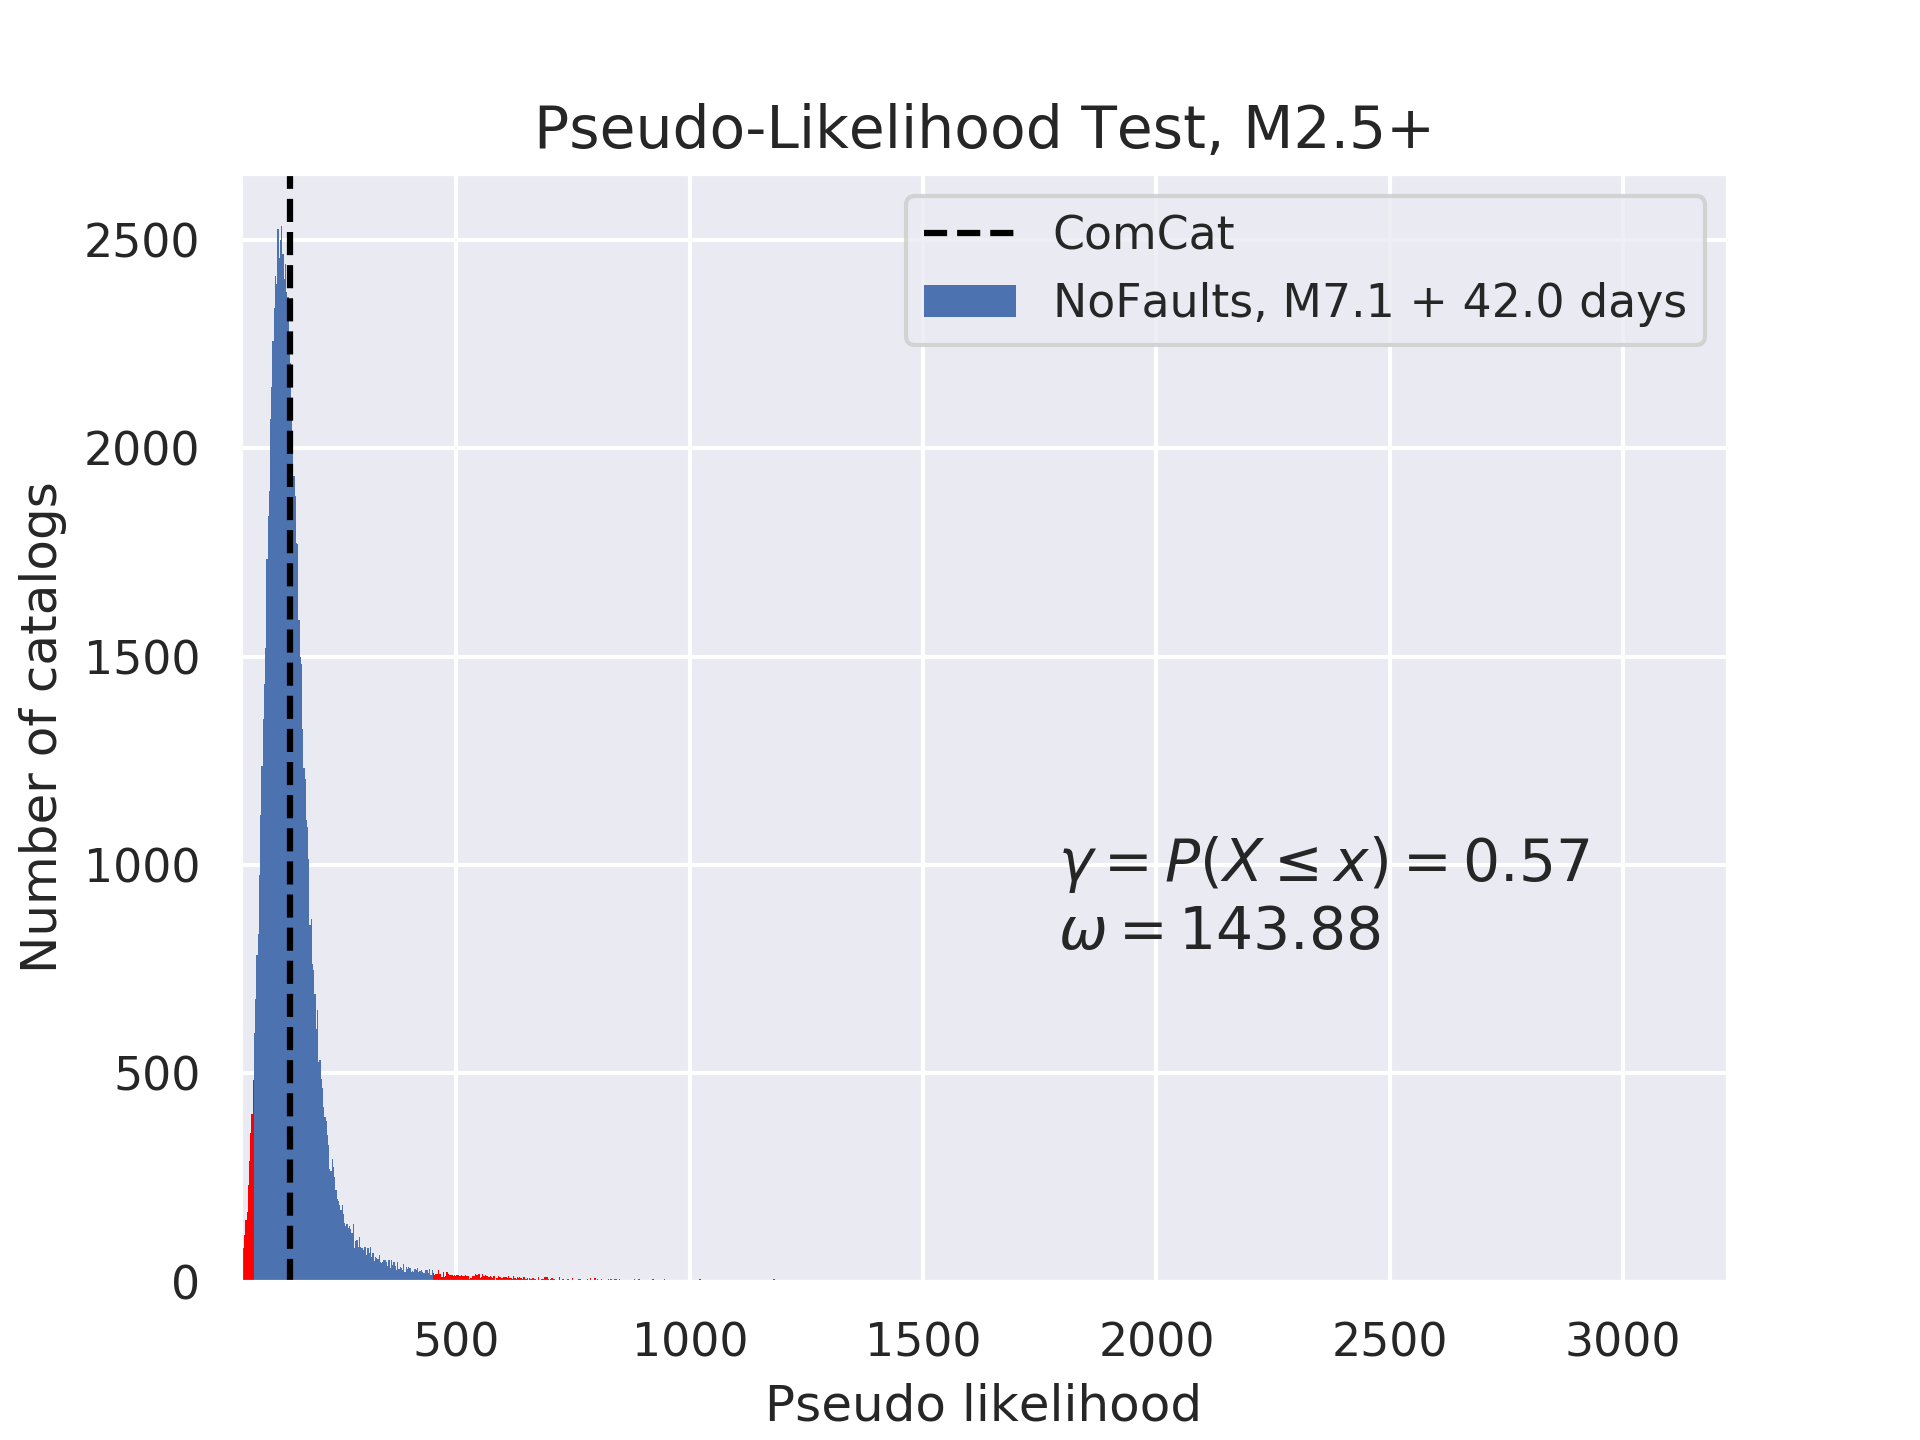 Pseudo-Likelihood Test, M2.5+
ComCat
NoFaults, M7.1 + 42.0 days
2500
2000
1500
1000
500
0
Number of catalogs
γ = P(X ≤ x) = 0.57
ω = 143.88
500 1000 1500 2000 2500 3000
Pseudo likelihood